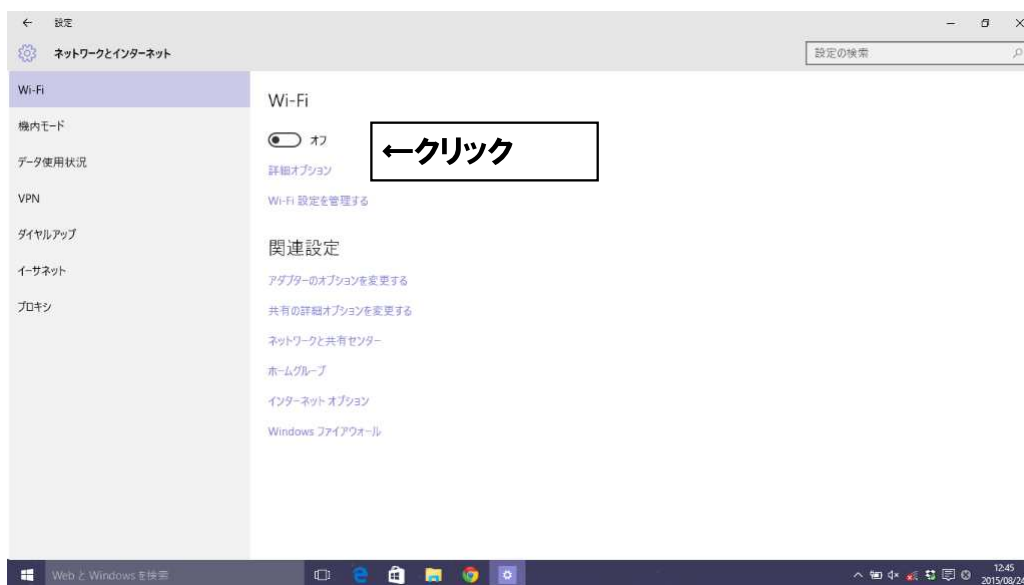 ← 設定
ネットワークとインターネット
設定の検索
Wi-Fi
機内モード
データ使用状況
VPN
ダイヤルアップ
イーサネット
プロキシ
Wi-Fi
オフ
←クリック
詳細オプション
Wi-Fi 設定を管理する
関連設定
アダプターのオプションを変更する
共有の詳細オプションを変更する
ネットワークと共有センター
ホームグループ
インターネット オプション
Windows ファイアウォール
Web と Windows を検索
12:45
2015/08/24